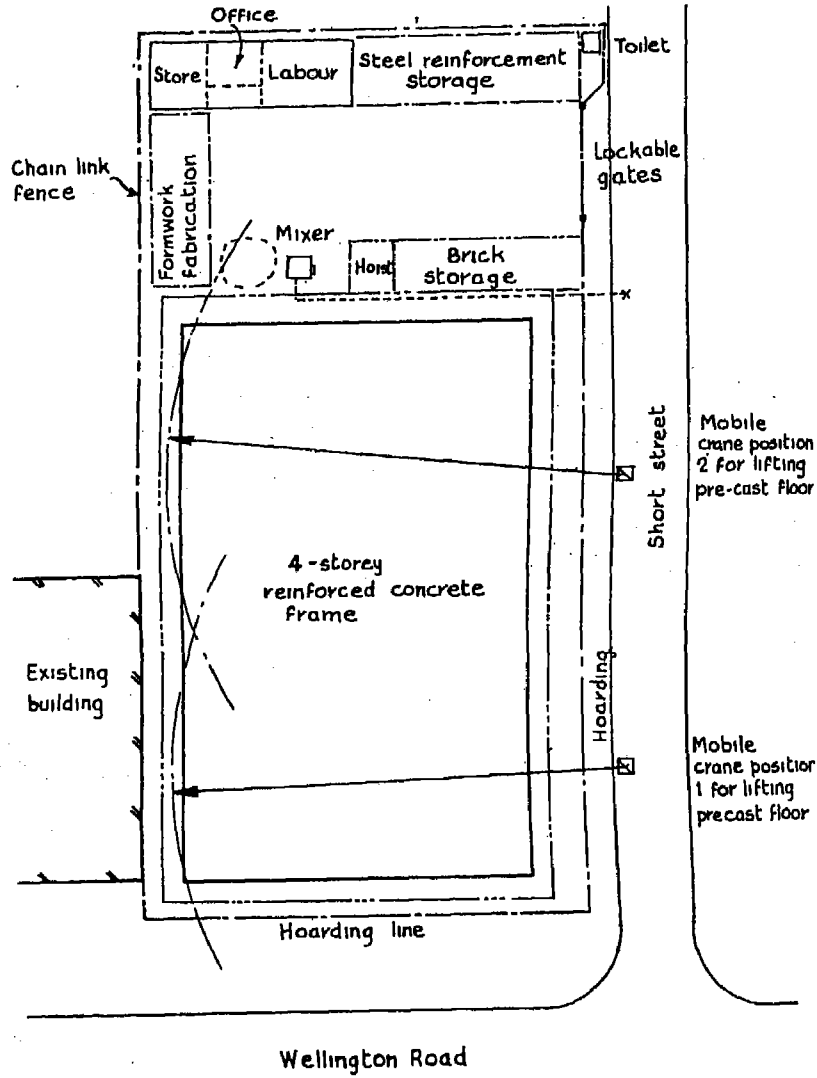 Office
Store
Labour
Steel reinforcement
storage
Toilet
Chain link
fence
Formwork
fabrication
Lockable
gates
Mixer
Hoist
Brick
storage
Short street
Mobile
crane position
2 for lifting
pre-cast floor
4-storey
reinforced concrete
frame
Existing
building
Hoarding
Mobile
crane position
1 for lifting
precast floor
Hoarding line
Wellington Road